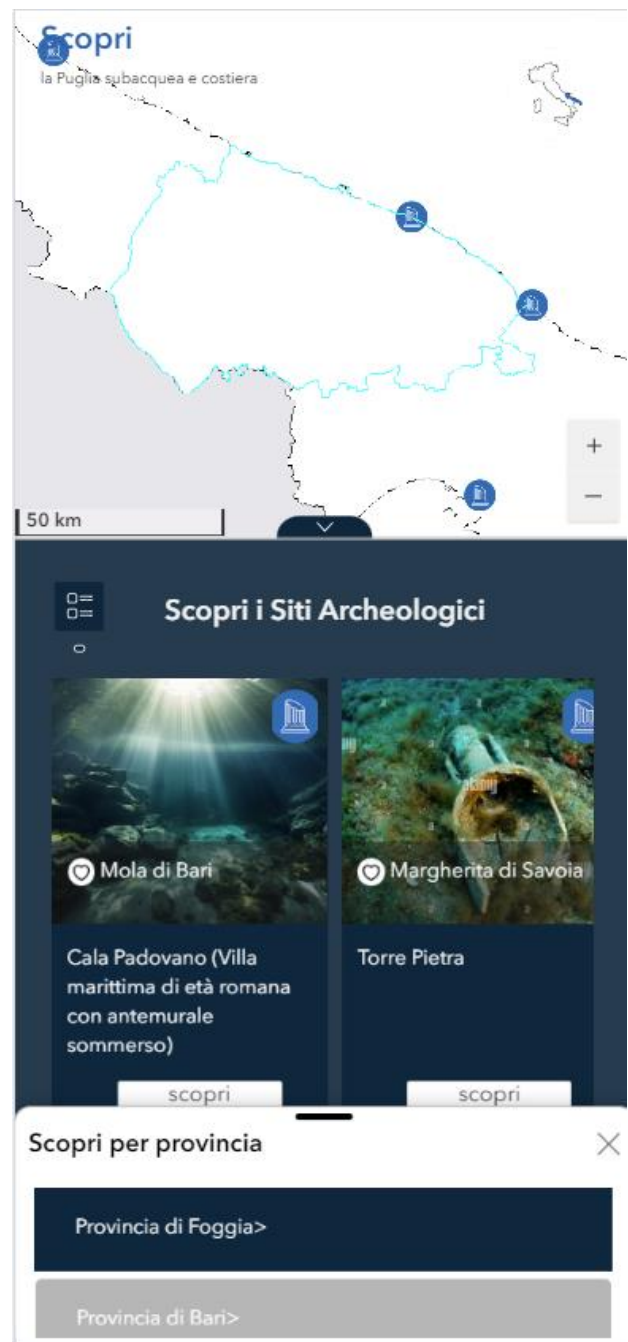 Scopri
la Puglia subacquea e costiera
+
−
50 km
Scopri i Siti Archeologici
alamy
a
a
a
a
a
a
Mola di Bari
Margherita di Savoia
Cala Padovano (Villa
marittima di età romana
con antemurale
sommerso)
Torre Pietra
scopri
scopri
Scopri per provincia
Provincia di Foggia>
Provincia di Bari>